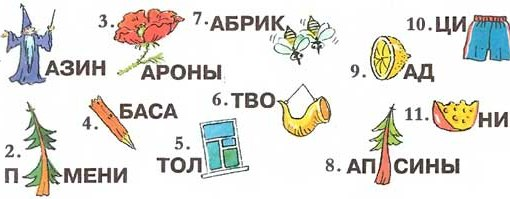 АЗИН
3.
АРОНЫ
7. АБРИК
10. ЦИ
9. АД
2.
П МЕНИ
4. БАСА
5.
ТОЛ
6. ТВО
8. АП СИНЫ
11. НИ